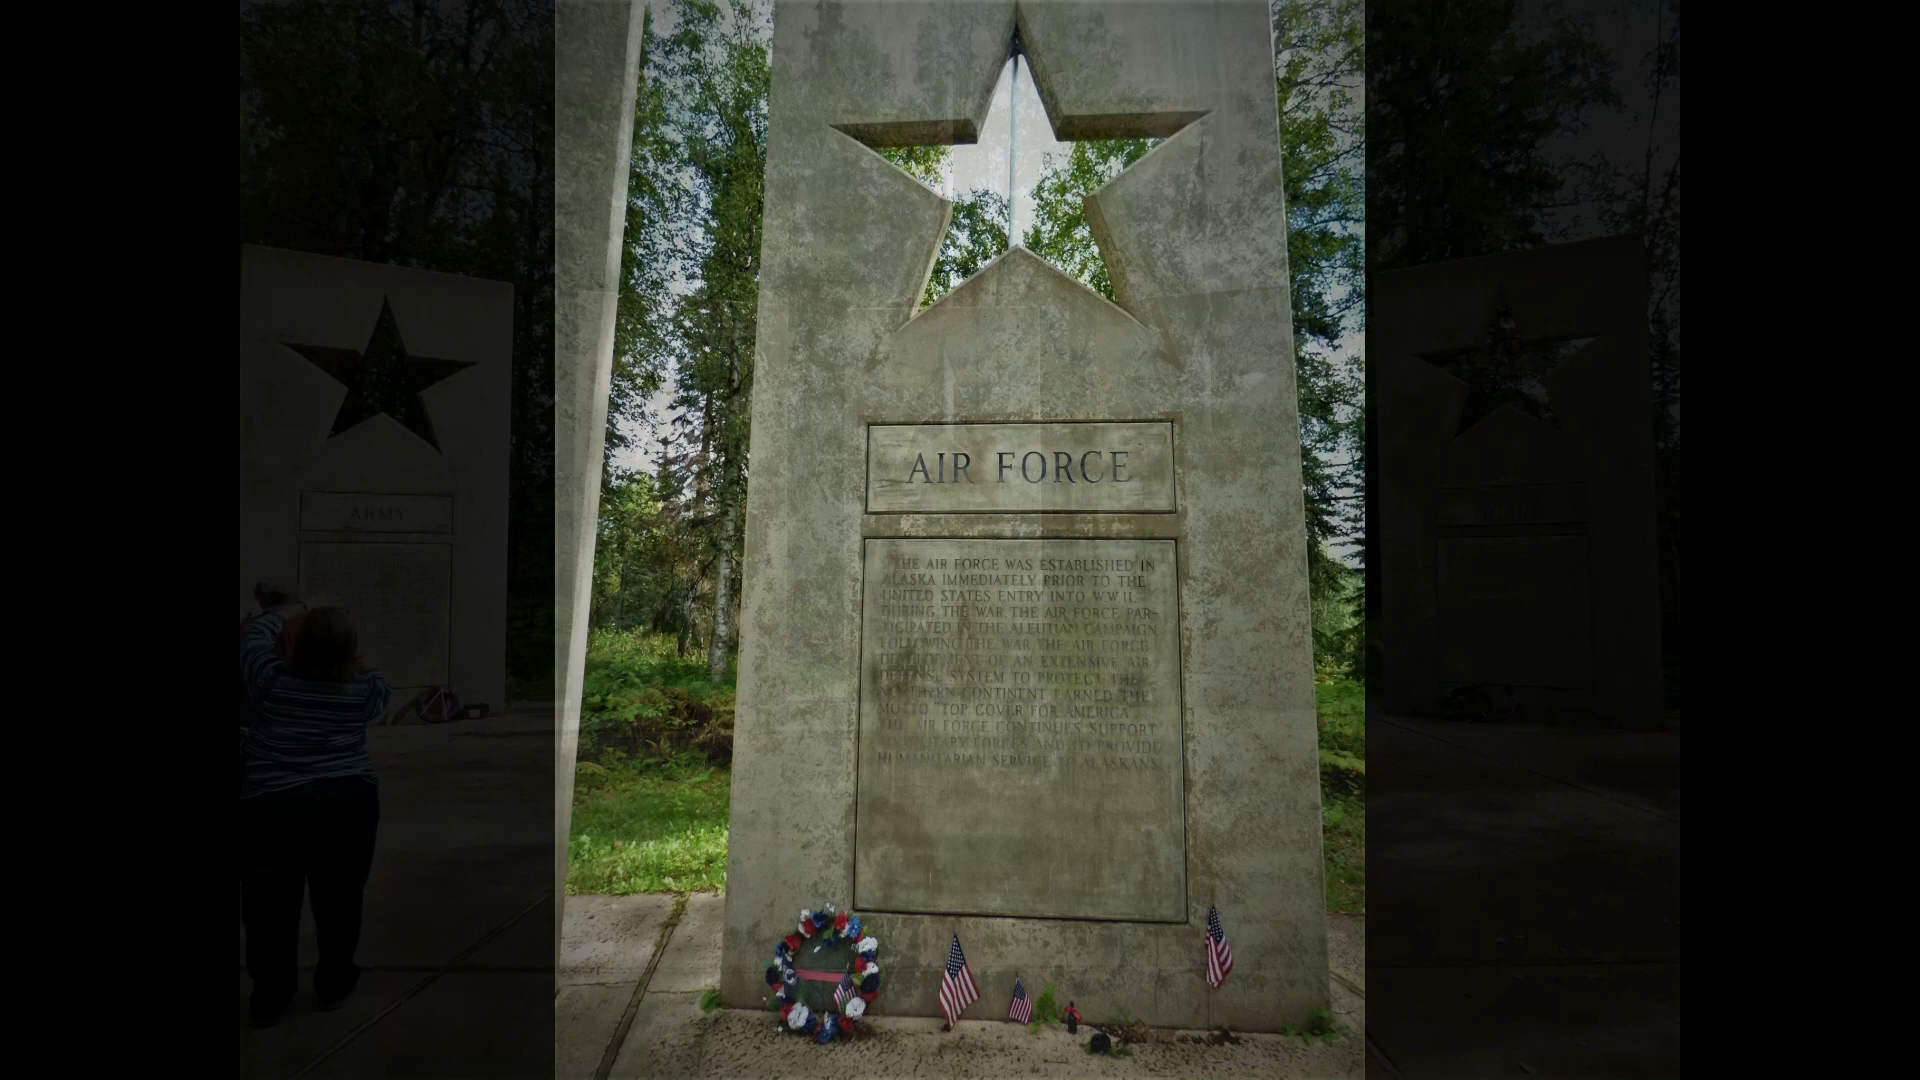 ARMY
AIR FORCE
THE AIR FORCE WAS ESTABLISHED IN
ALASKA IMMEDIATELY PRIOR TO THE
UNITED STATES ENTRY INTO W.W.II.
DURING THE WAR THE AIR FORCE PAR-
TICIPATED IN THE ALEUTIAN CAMPAIGN
FOLLOWING THE WAR THE AIR FORCE
DEVELOPMENT OF AN EXTENSIVE AIR
DEFENSE SYSTEM TO PROTECT THE
NORTHERN CONTINENT EARNED THE
MOTTO "TOP COVER FOR AMERICA"
THE AIR FORCE CONTINUES SUPPORT
MILITARY FORCES AND TO PROVIDE
HUMANITARIAN SERVICE TO ALASKANS